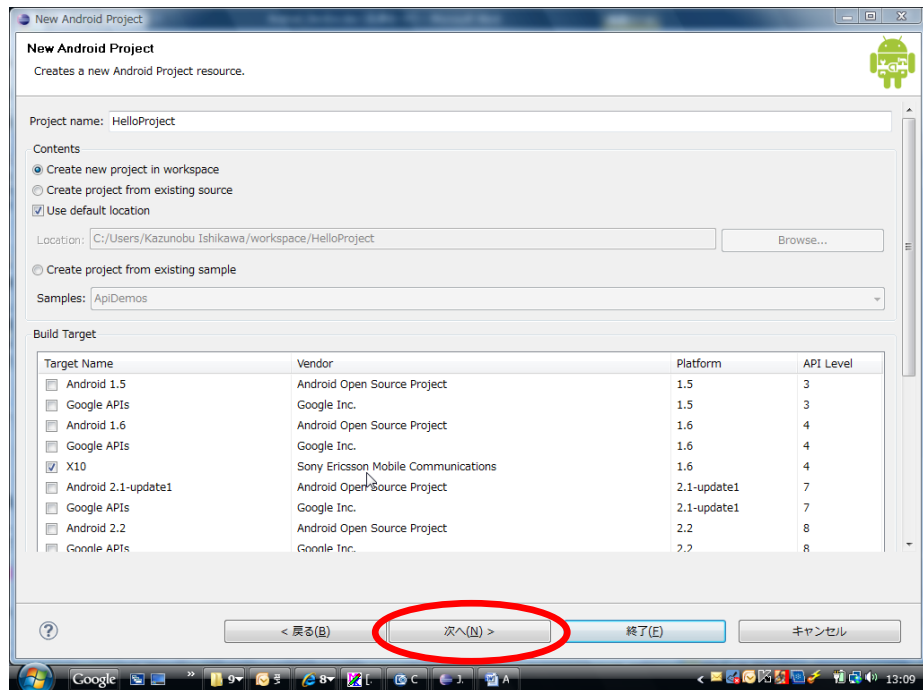 New Android Project
New Android Project
Creates a new Android Project resource.
Project name: HelloProject
Contents
Create new project in workspace
Create project from existing source
Use default location
Location: C:/Users/Kazunobu Ishikawa/workspace/HelloProject Browse...
Create project from existing sample
Samples: ApiDemos
Build Target
Target Name Vendor Platform API Level
Android 1.5 Android Open Source Project 1.5 3
Google APIs Google Inc. 1.5 3
Android 1.6 Android Open Source Project 1.6 4
Google APIs Google Inc. 1.6 4
X10 Sony Ericsson Mobile Communications 1.6 4
Android 2.1-update1 Android Open Source Project 2.1-update1 7
Google APIs Google Inc. 2.1-update1 7
Android 2.2 Android Open Source Project 2.2 8
Google APIs Google Inc. 2.2 8
< 戻る(B) 次へ(N) > 終了(F) キャンセル
Google » 9 8 [. C J. A < 13:09